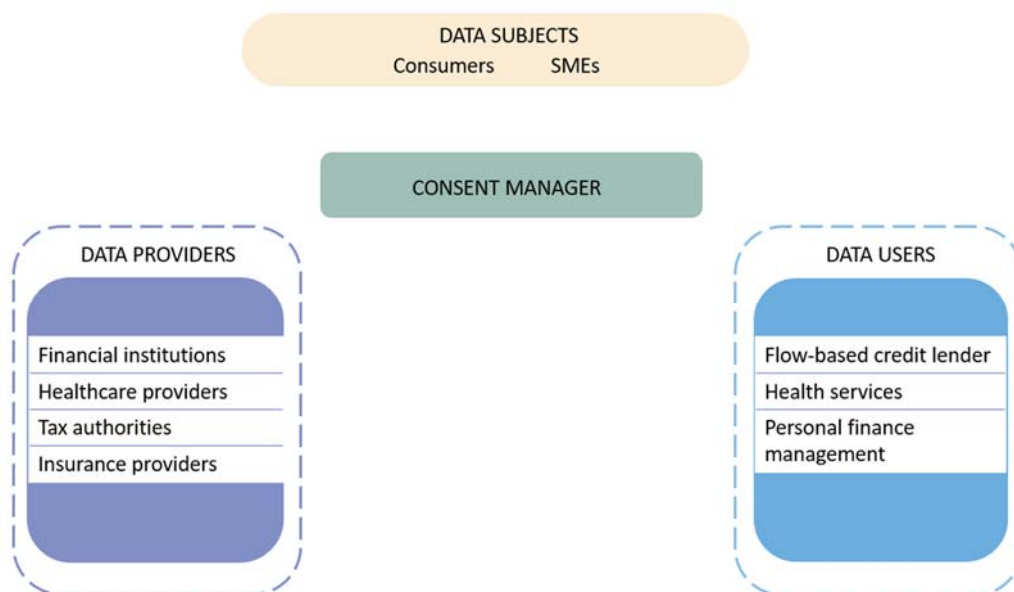 DATA SUBJECTS
Consumers SMEs
CONSENT MANAGER
DATA PROVIDERS
Financial institutions
Healthcare providers
Tax authorities
Insurance providers
DATA USERS
Flow-based credit lender
Health services
Personal finance
management